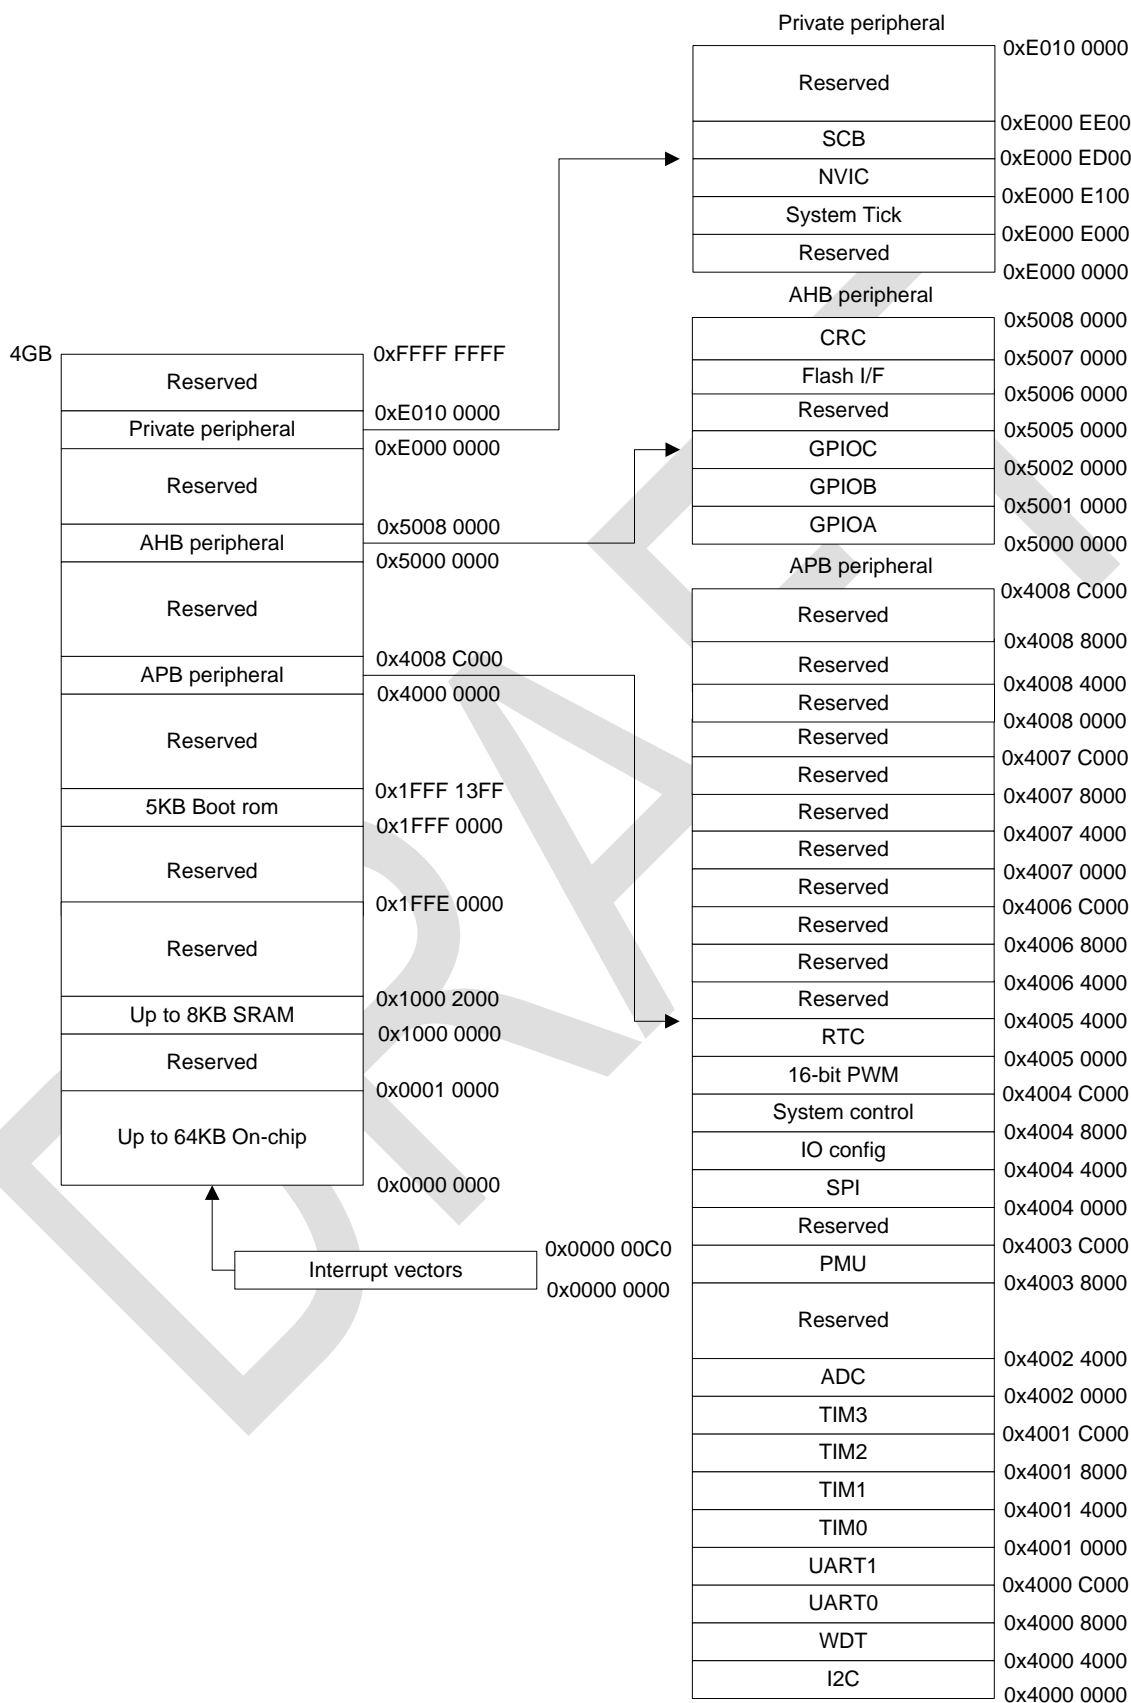 Private peripheral
0xE010 0000
Reserved
0xE000 EE00
SCB
0xE000 ED00
NVIC
0xE000 E100
System Tick
0xE000 E000
Reserved
0xE000 0000
AHB peripheral
0x5008 0000
CRC
0x5007 0000
Flash I/F
0x5006 0000
Reserved
0x5005 0000
GPIOC
0x5002 0000
GPIOB
0x5001 0000
GPIOA
0x5000 0000
APB peripheral
0x4008 C000
Reserved
0x4008 8000
Reserved
0x4008 4000
Reserved
0x4008 0000
Reserved
0x4007 C000
Reserved
0x4007 8000
Reserved
0x4007 4000
Reserved
0x4007 0000
Reserved
0x4006 C000
Reserved
0x4006 8000
Reserved
0x4006 4000
Reserved
0x4005 4000
RTC
0x4005 0000
16-bit PWM
0x4004 C000
System control
0x4004 8000
IO config
0x4004 4000
SPI
0x4004 0000
Reserved
0x4003 C000
PMU
0x4003 8000
Reserved
0x4002 4000
ADC
0x4002 0000
TIM3
0x4001 C000
TIM2
0x4001 8000
TIM1
0x4001 4000
TIM0
0x4001 0000
UART1
0x4000 C000
UART0
0x4000 8000
WDT
0x4000 4000
I2C
0x4000 0000
4GB
0xFFFF FFFF
Reserved
0xE010 0000
Private peripheral
0xE000 0000
Reserved
0x5008 0000
AHB peripheral
0x5000 0000
Reserved
0x4008 C000
APB peripheral
0x4000 0000
Reserved
0x1FFF 13FF
5KB Boot rom
0x1FFF 0000
Reserved
0x1FFE 0000
Reserved
0x1000 2000
Up to 8KB SRAM
0x1000 0000
Reserved
0x0001 0000
Up to 64KB On-chip
0x0000 0000
0x0000 00C0
Interrupt vectors
0x0000 0000
DRAFT